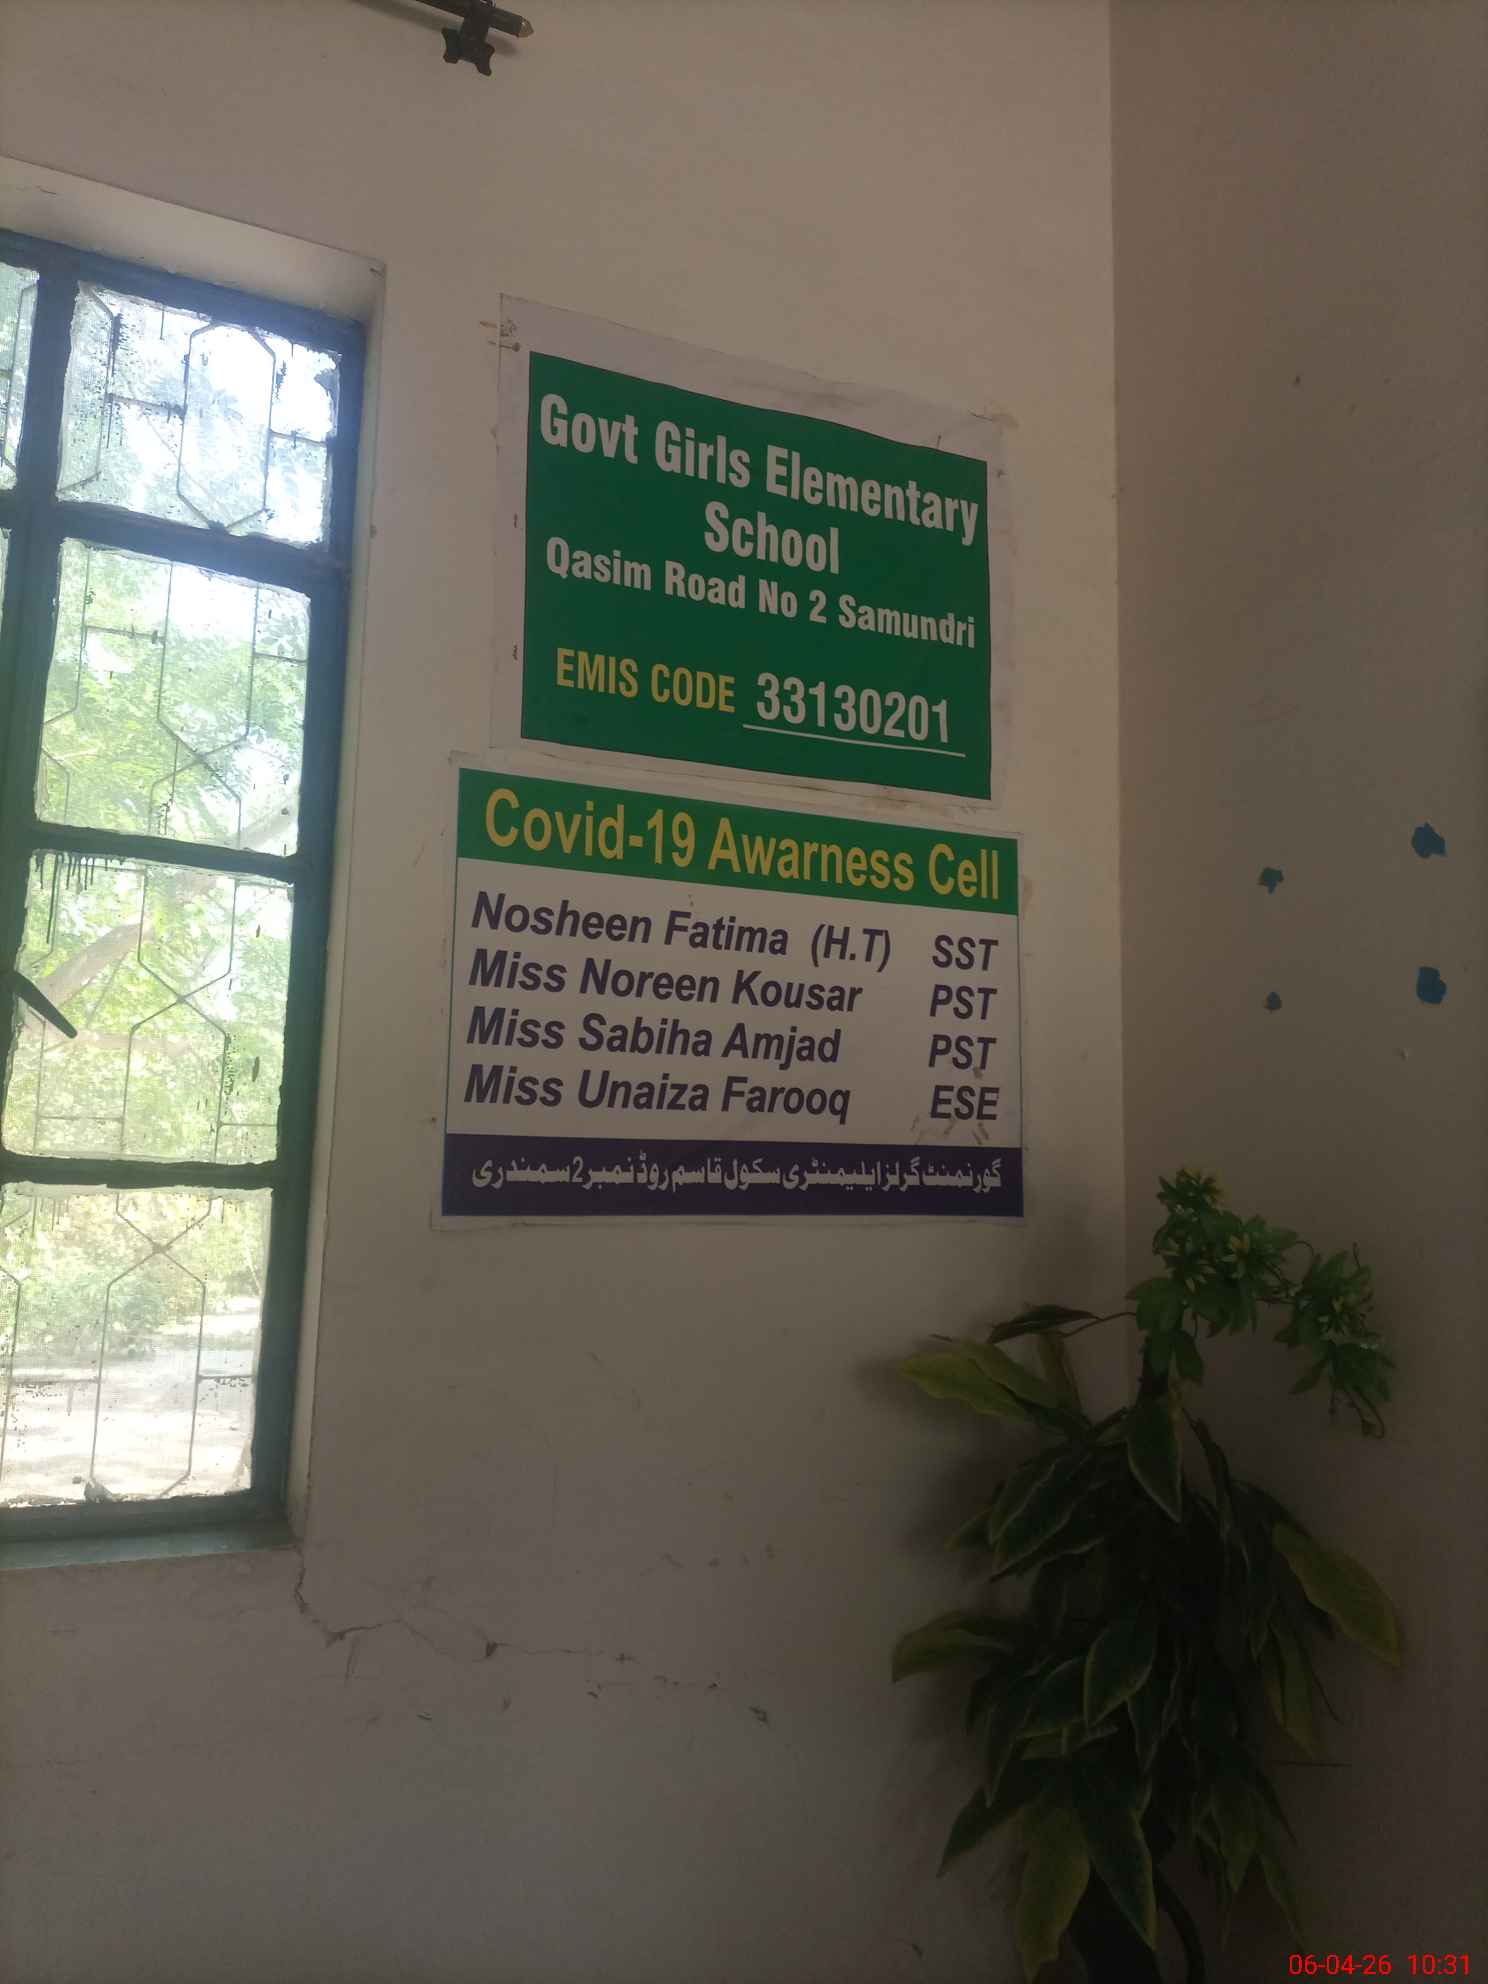 Govt Girls Elementary
School
Qasim Road No 2 Samundri
EMIS CODE 33130201
Covid-19 Awarness Cell
Nosheen Fatima (H.T) SST
Miss Noreen Kousar PST
Miss Sabiha Amjad PST
Miss Unaiza Farooq ESE
گورنمنٹ گرلز ایلیمنٹری سکول قاسم روڈ نمبر 2 سمندری
06-04-26 10:31